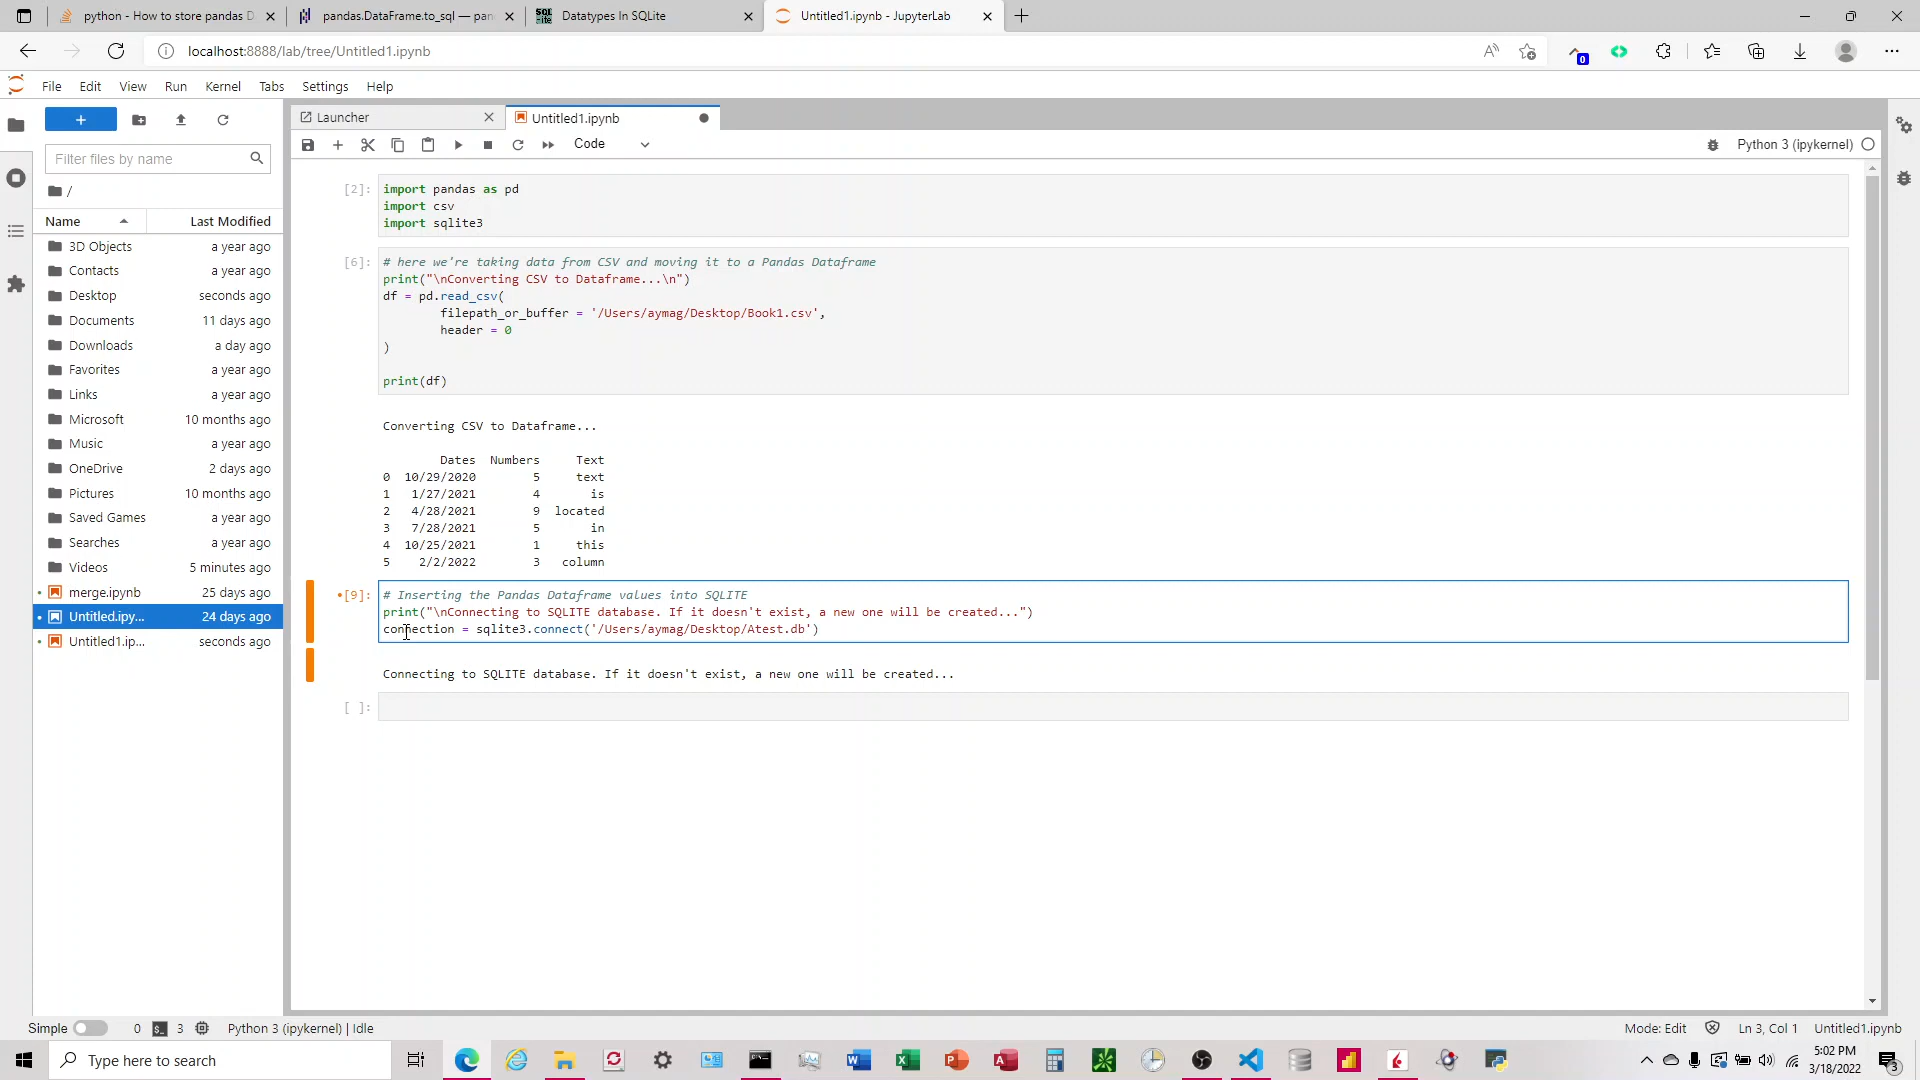 python - How to store pandas D
pandas.DataFrame.to_sql — pan
SQL ite
Datatypes In SQLite
Untitled1.ipynb - JupyterLab
localhost:8888/lab/tree/Untitled1.ipynb
0
File Edit View Run Kernel Tabs Settings Help
+
Launcher
Untitled1.ipynb
Code
Python 3 (ipykernel)
Filter files by name
/
Name Last Modified
3D Objects a year ago
Contacts a year ago
Desktop seconds ago
Documents 11 days ago
Downloads a day ago
Favorites a year ago
Links a year ago
Microsoft 10 months ago
Music a year ago
OneDrive 2 days ago
Pictures 10 months ago
Saved Games a year ago
Searches a year ago
Videos 5 minutes ago
merge.ipynb 25 days ago
Untitled.ipy... 24 days ago
Untitled1.ip... seconds ago
[2]:
import pandas as pd
import csv
import sqlite3
[6]:
# here we're taking data from CSV and moving it to a Pandas Dataframe
print("\nConverting CSV to Dataframe...\n")
df = pd.read_csv(
filepath_or_buffer = '/Users/aymag/Desktop/Book1.csv',
header = 0
)
print(df)
Converting CSV to Dataframe...
Dates Numbers Text
0 10/29/2020 5 text
1 1/27/2021 4 is
2 4/28/2021 9 located
3 7/28/2021 5 in
4 10/25/2021 1 this
5 2/2/2022 3 column
[9]:
# Inserting the Pandas Dataframe values into SQLITE
print("\nConnecting to SQLITE database. If it doesn't exist, a new one will be created...")
connection = sqlite3.connect('/Users/aymag/Desktop/Atest.db')
Connecting to SQLITE database. If it doesn't exist, a new one will be created...
[ ]:
Simple 0 3 Python 3 (ipykernel) | Idle
Mode: Edit Ln 3, Col 1 Untitled1.ipynb
Type here to search
5:02 PM
3/18/2022
3